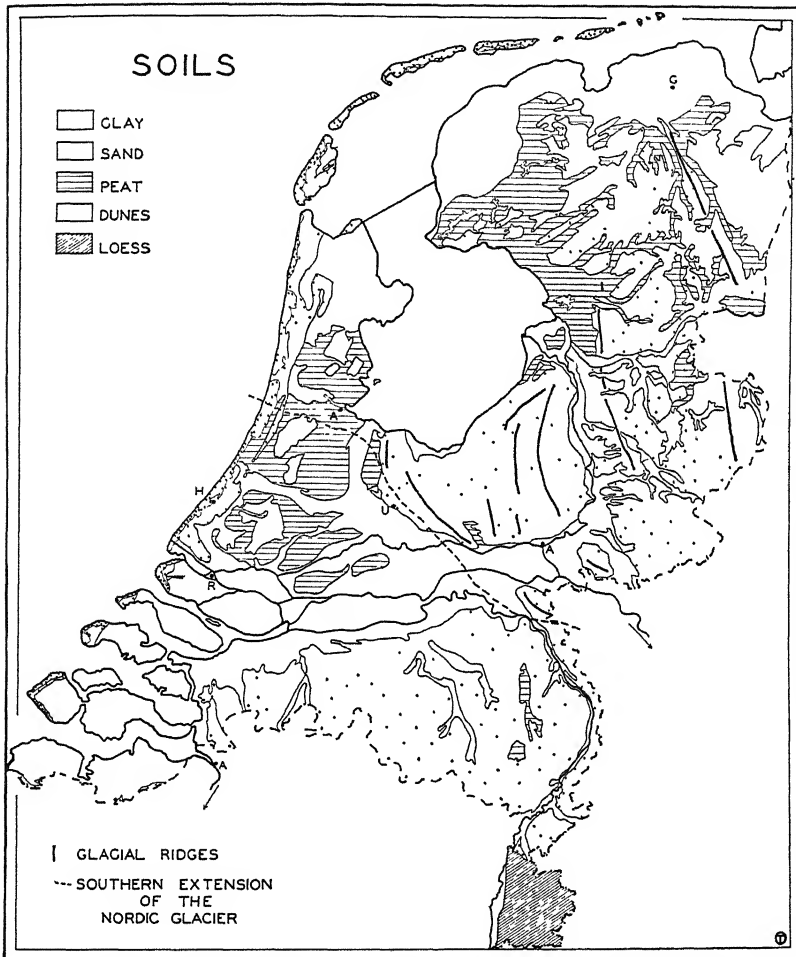 SOILS
CLAY
SAND
PEAT
DUNES
LOESS
G
A
H
U
A
R
A
GLACIAL RIDGES
SOUTHERN EXTENSION
OF THE
NORDIC GLACIER
T